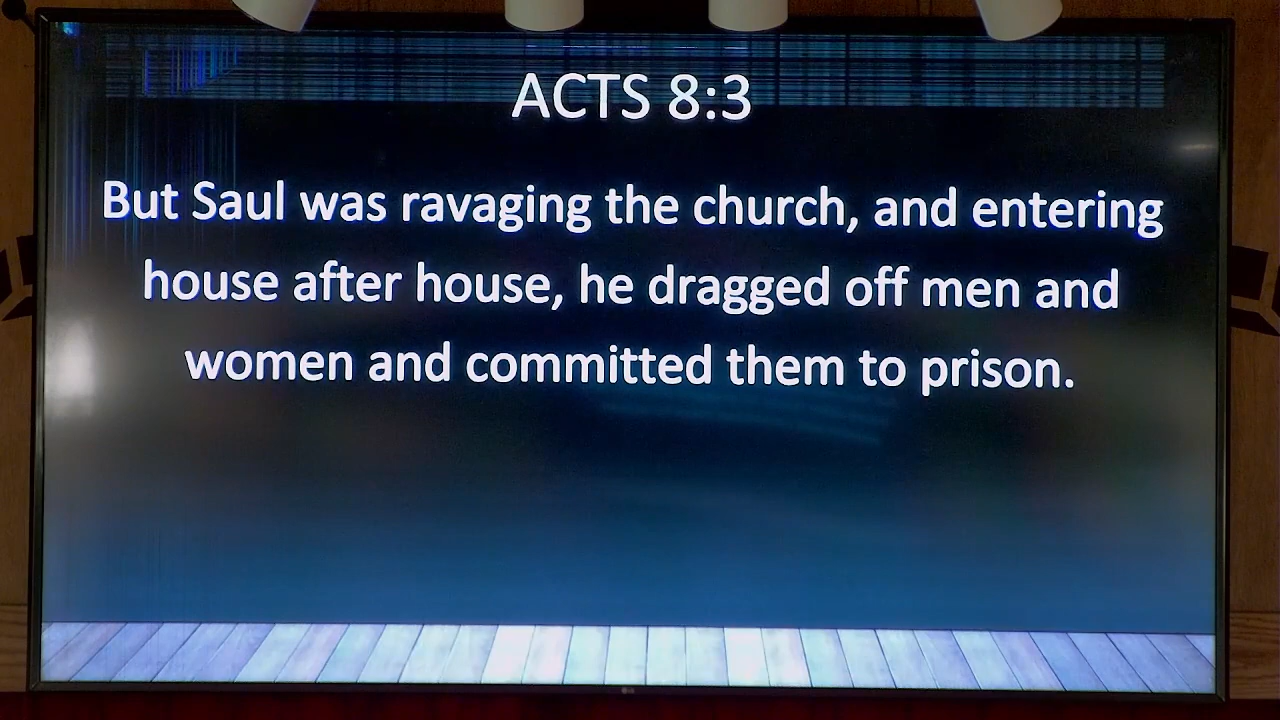 ACTS 8:3
But Saul was ravaging the church, and entering
house after house, he dragged off men and
women and committed them to prison.